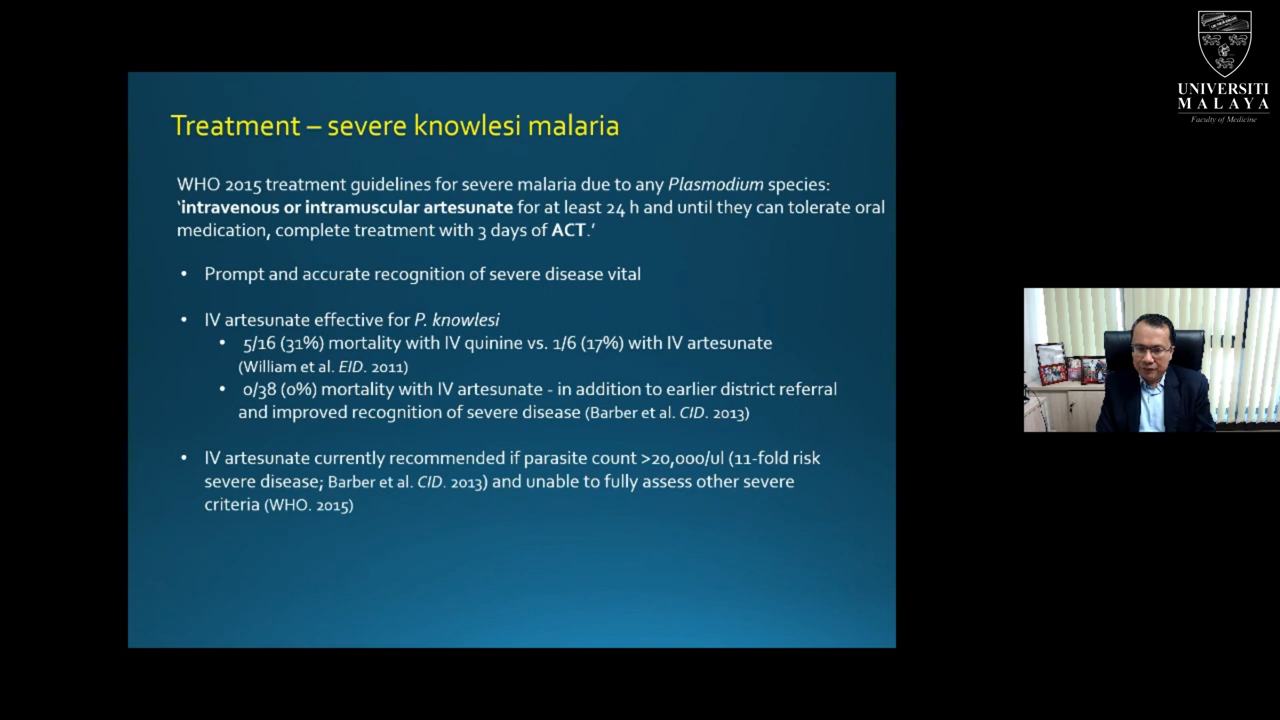 Treatment – severe knowlesi malaria
WHO 2015 treatment guidelines for severe malaria due to any Plasmodium species:
‘intravenous or intramuscular artesunate for at least 24 h and until they can tolerate oral
medication, complete treatment with 3 days of ACT.’
• Prompt and accurate recognition of severe disease vital
• IV artesunate effective for P. knowlesi
• 5/16 (31%) mortality with IV quinine vs. 1/6 (17%) with IV artesunate
(William et al. EID. 2011)
• 0/38 (0%) mortality with IV artesunate - in addition to earlier district referral
and improved recognition of severe disease (Barber et al. CID. 2013)
• IV artesunate currently recommended if parasite count >20,000/ul (11-fold risk
severe disease; Barber et al. CID. 2013) and unable to fully assess other severe
criteria (WHO. 2015)
UNIVERSITI
MALAYA
Faculty of Medicine